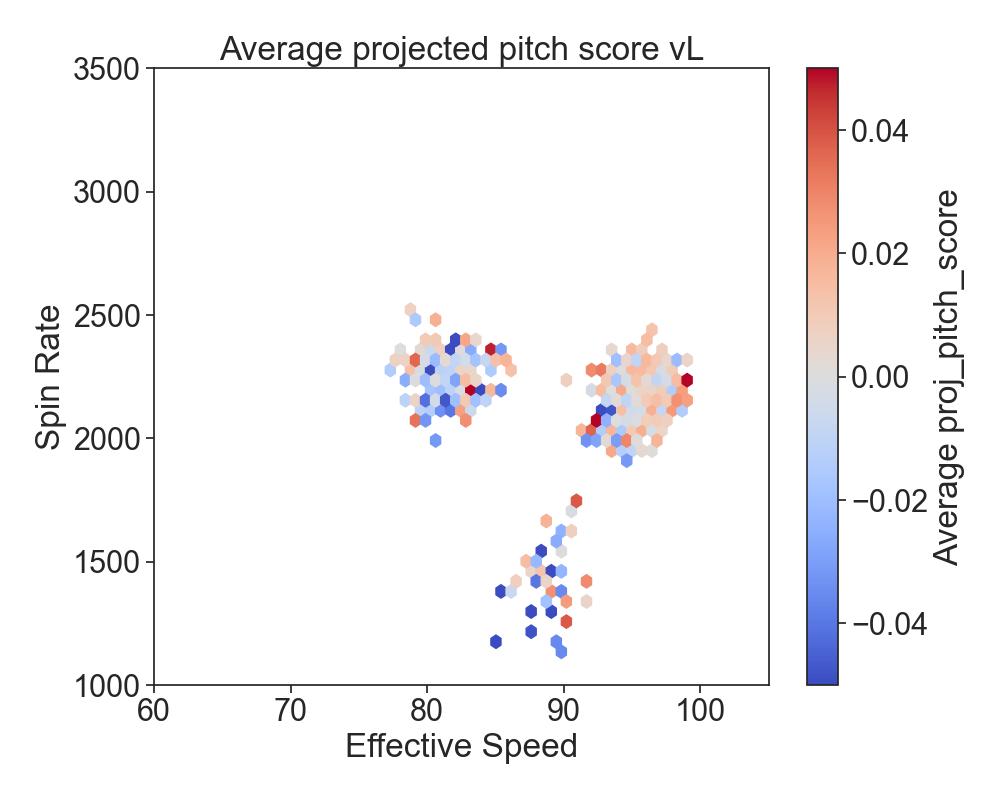 Average projected pitch score vL
3500
3000
2500
2000
1500
1000
Spin Rate
60 70 80 90 100
Effective Speed
0.04
0.02
0.00
−0.02
−0.04
Average proj_pitch_score